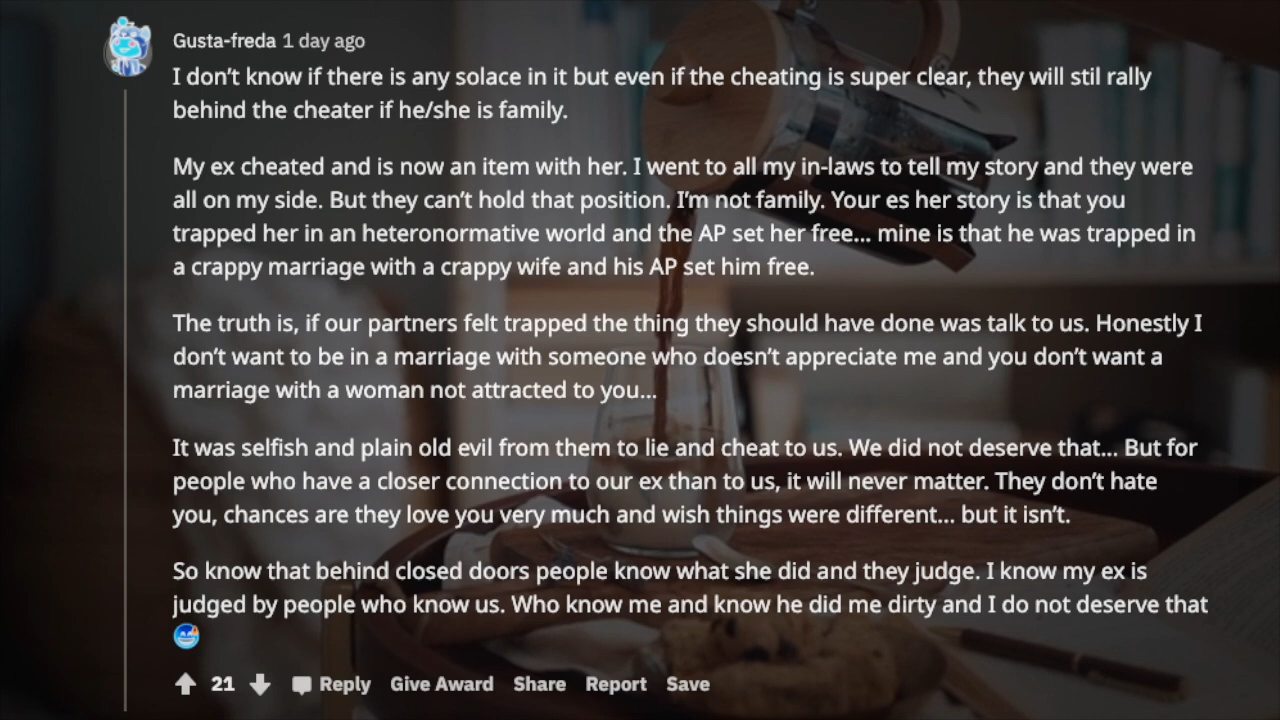 Gusta-freda 1 day ago
I don't know if there is any solace in it but even if the cheating is super clear, they will stil rally
behind the cheater if he/she is family.
My ex cheated and is now an item with her. I went to all my in-laws to tell my story and they were
all on my side. But they can't hold that position. I'm not family. Your es her story is that you
trapped her in an heteronormative world and the AP set her free... mine is that he was trapped in
a crappy marriage with a crappy wife and his AP set him free.
The truth is, if our partners felt trapped the thing they should have done was talk to us. Honestly I
don't want to be in a marriage with someone who doesn't appreciate me and you don't want a
marriage with a woman not attracted to you...
It was selfish and plain old evil from them to lie and cheat to us. We did not deserve that... But for
people who have a closer connection to our ex than to us, it will never matter. They don't hate
you, chances are they love you very much and wish things were different... but it isn't.
So know that behind closed doors people know what she did and they judge. I know my ex is
judged by people who know us. Who know me and know he did me dirty and I do not deserve that
21 Reply Give Award Share Report Save